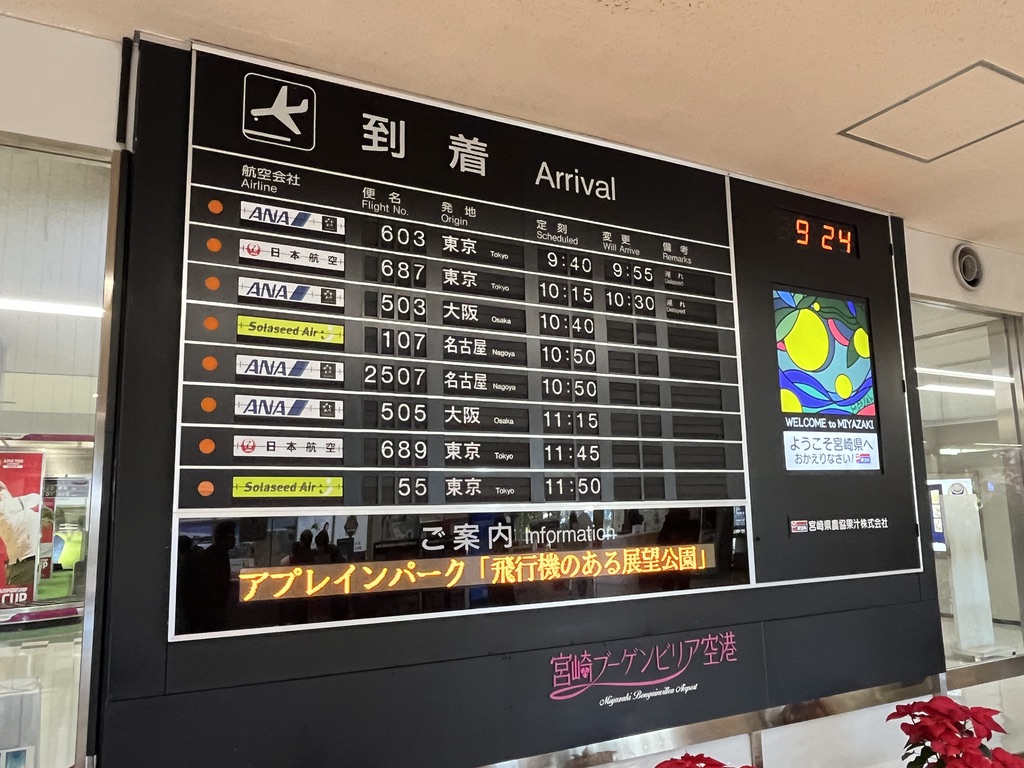 到着 Arrival
航空会社 便名 発地 定刻 変更 備考
Airline Flight No. Origin Scheduled Will Arrive Remarks
ANA 603 東京 Tokyo 9:40 9:55 遅れ Delayed
日本航空 687 東京 Tokyo 10:15 10:30 遅れ Delayed
ANA 503 大阪 Osaka 10:40
Solaseed Air 107 名古屋 Nagoya 10:50
ANA 2507 名古屋 Nagoya 10:50
ANA 505 大阪 Osaka 11:15
日本航空 689 東京 Tokyo 11:45
Solaseed Air 55 東京 Tokyo 11:50
ご案内 Information
アプレインパーク「飛行機のある展望公園」
9 24
WELCOME to MIYAZAKI
ようこそ宮崎県へ
おかえりなさい!
宮崎県農協果汁株式会社
宮崎ブーゲンビリア空港
Miyazaki Bougainvillea Airport